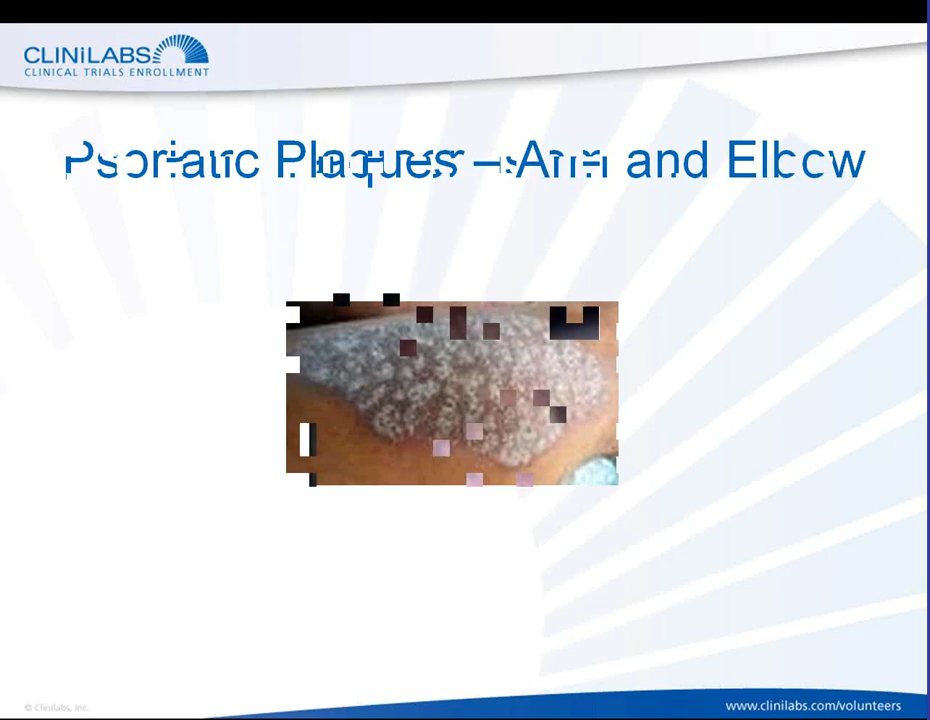 CLINiLABS
CLINICAL TRIALS ENROLLMENT
Psoriatic Plaques – Arm and Elbow
© Clinilabs, Inc.
www.clinilabs.com/volunteers